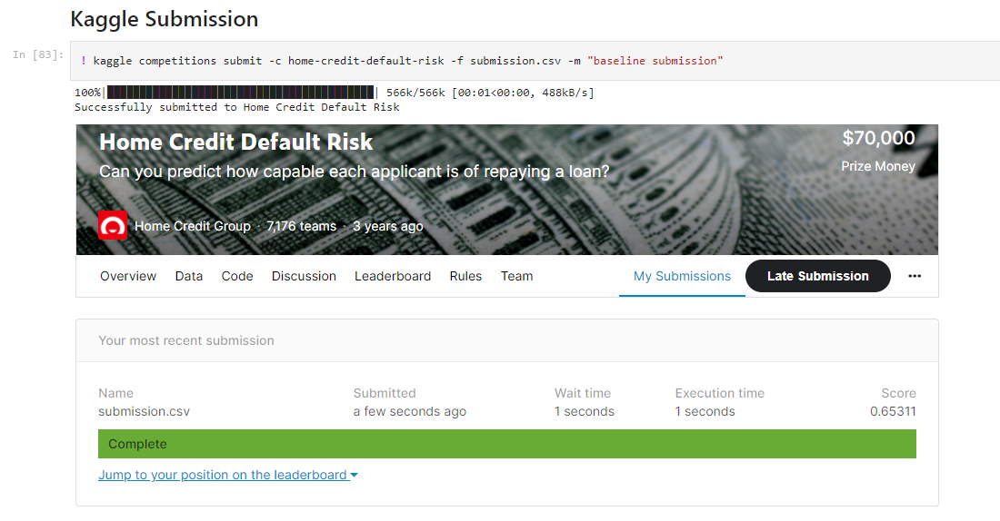 Kaggle Submission
In [83]: ! kaggle competitions submit -c home-credit-default-risk -f submission.csv -m "baseline submission"
100%| | 566k/566k [00:01<00:00, 488kB/s]
Successfully submitted to Home Credit Default Risk
Home Credit Default Risk $70,000
Can you predict how capable each applicant is of repaying a loan? Prize Money
Home Credit Group · 7,176 teams · 3 years ago
Overview Data Code Discussion Leaderboard Rules Team My Submissions Late Submission •••
Your most recent submission
Name Submitted Wait time Execution time Score
submission.csv a few seconds ago 1 seconds 1 seconds 0.65311
Complete
Jump to your position on the leaderboard